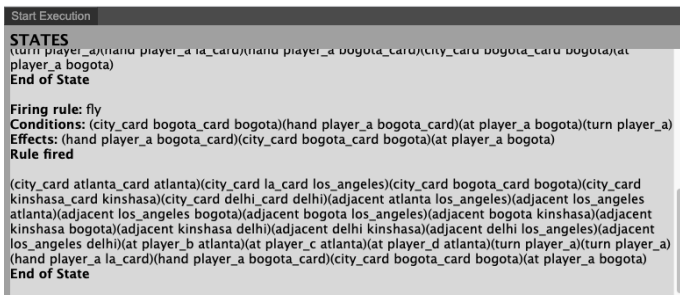 Start Execution
STATES
(turn player_a)(hand player_a la_card)(hand player_a bogota_card)(city_card bogota_card bogota)(at
player_a bogota)
End of State
Firing rule: fly
Conditions: (city_card bogota_card bogota)(hand player_a bogota_card)(at player_a bogota)(turn player_a)
Effects: (hand player_a bogota_card)(city_card bogota_card bogota)(at player_a bogota)
Rule fired
(city_card atlanta_card atlanta)(city_card la_card los_angeles)(city_card bogota_card bogota)(city_card
kinshasa_card kinshasa)(city_card delhi_card delhi)(adjacent atlanta los_angeles)(adjacent los_angeles
atlanta)(adjacent los_angeles bogota)(adjacent bogota los_angeles)(adjacent bogota kinshasa)(adjacent
kinshasa bogota)(adjacent kinshasa delhi)(adjacent delhi kinshasa)(adjacent delhi los_angeles)(adjacent
los_angeles delhi)(at player_b atlanta)(at player_c atlanta)(at player_d atlanta)(turn player_a)(turn player_a)
(hand player_a la_card)(hand player_a bogota_card)(city_card bogota_card bogota)(at player_a bogota)
End of State